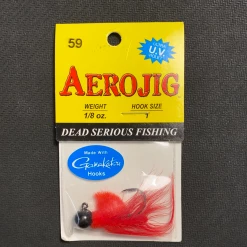 59
U.V.
AEROJIG
WEIGHT HOOK SIZE
1/8 oz. 1
DEAD SERIOUS FISHING
Made With
Gamakatsu
Hooks